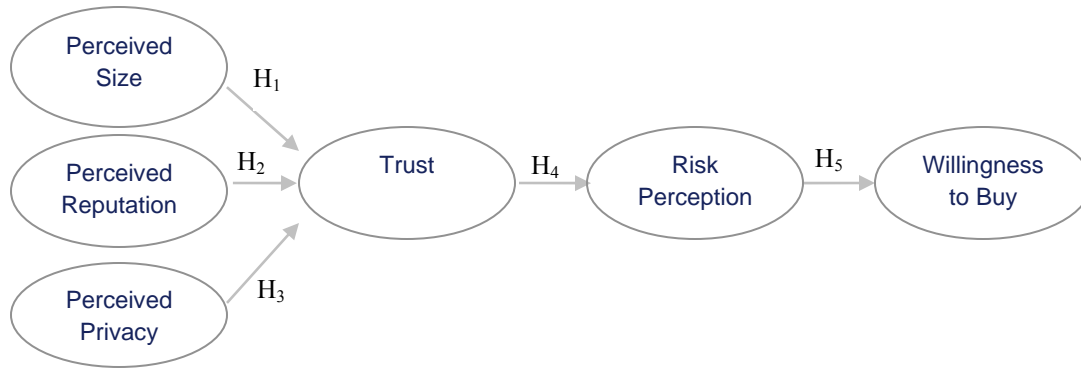 Perceived
Size
H₁
Perceived
Reputation
H₂
Perceived
Privacy
H₃
Trust
H₄
Risk
Perception
H₅
Willingness
to Buy